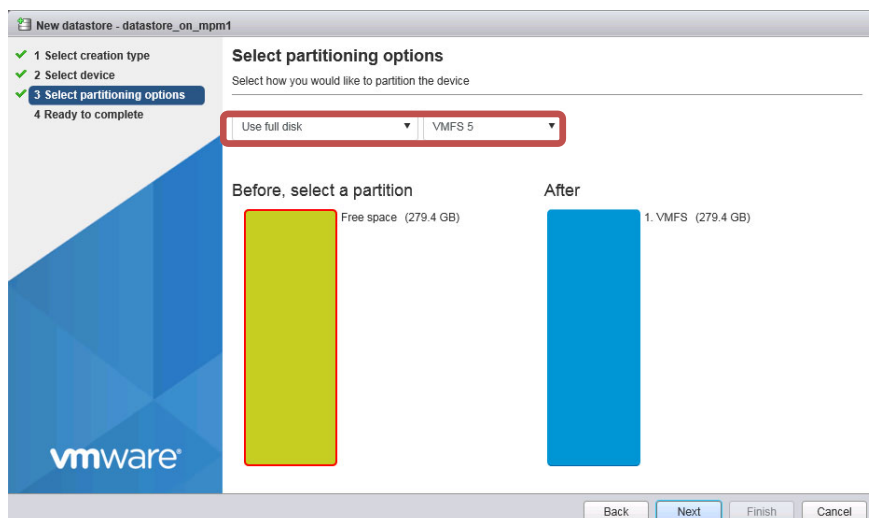 New datastore - datastore_on_mpm1
1 Select creation type
2 Select device
3 Select partitioning options
4 Ready to complete
Select partitioning options
Select how you would like to partition the device
Use full disk VMFS 5
Before, select a partition After
Free space (279.4 GB) 1. VMFS (279.4 GB)
vmware®
Back Next Finish Cancel